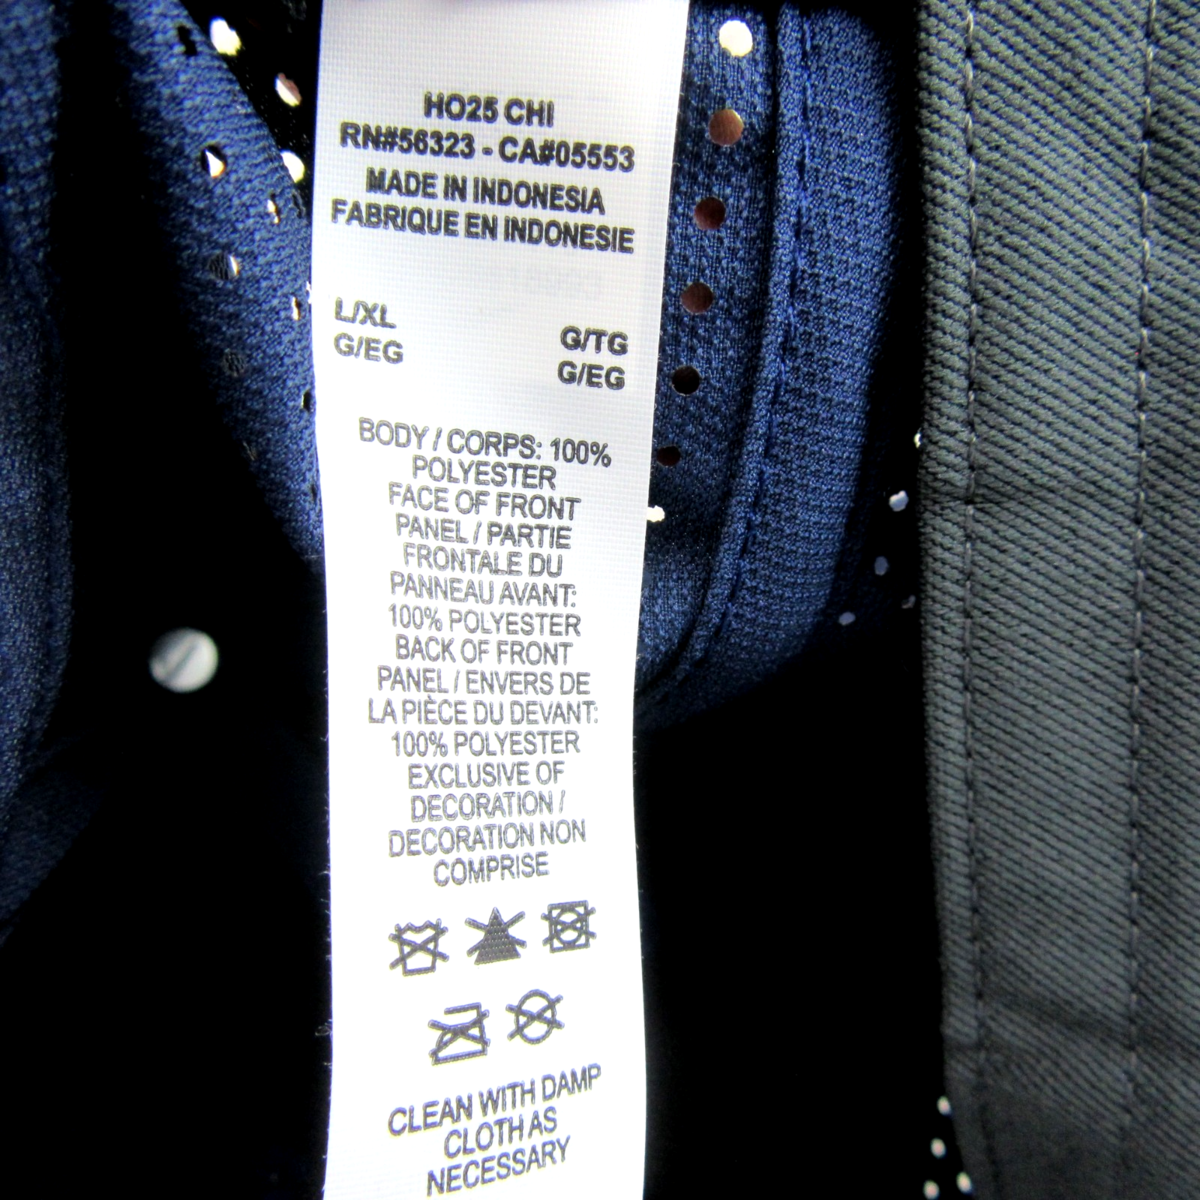 HO25 CHI
RN#56323 - CA#05553
MADE IN INDONESIA
FABRIQUE EN INDONESIE
L/XL
G/EG
G/TG
G/EG
BODY / CORPS: 100%
POLYESTER
FACE OF FRONT
PANEL / PARTIE
FRONTALE DU
PANNEAU AVANT:
100% POLYESTER
BACK OF FRONT
PANEL / ENVERS DE
LA PIÈCE DU DEVANT:
100% POLYESTER
EXCLUSIVE OF
DECORATION /
DECORATION NON
COMPRISE
CLEAN WITH DAMP
CLOTH AS
NECESSARY